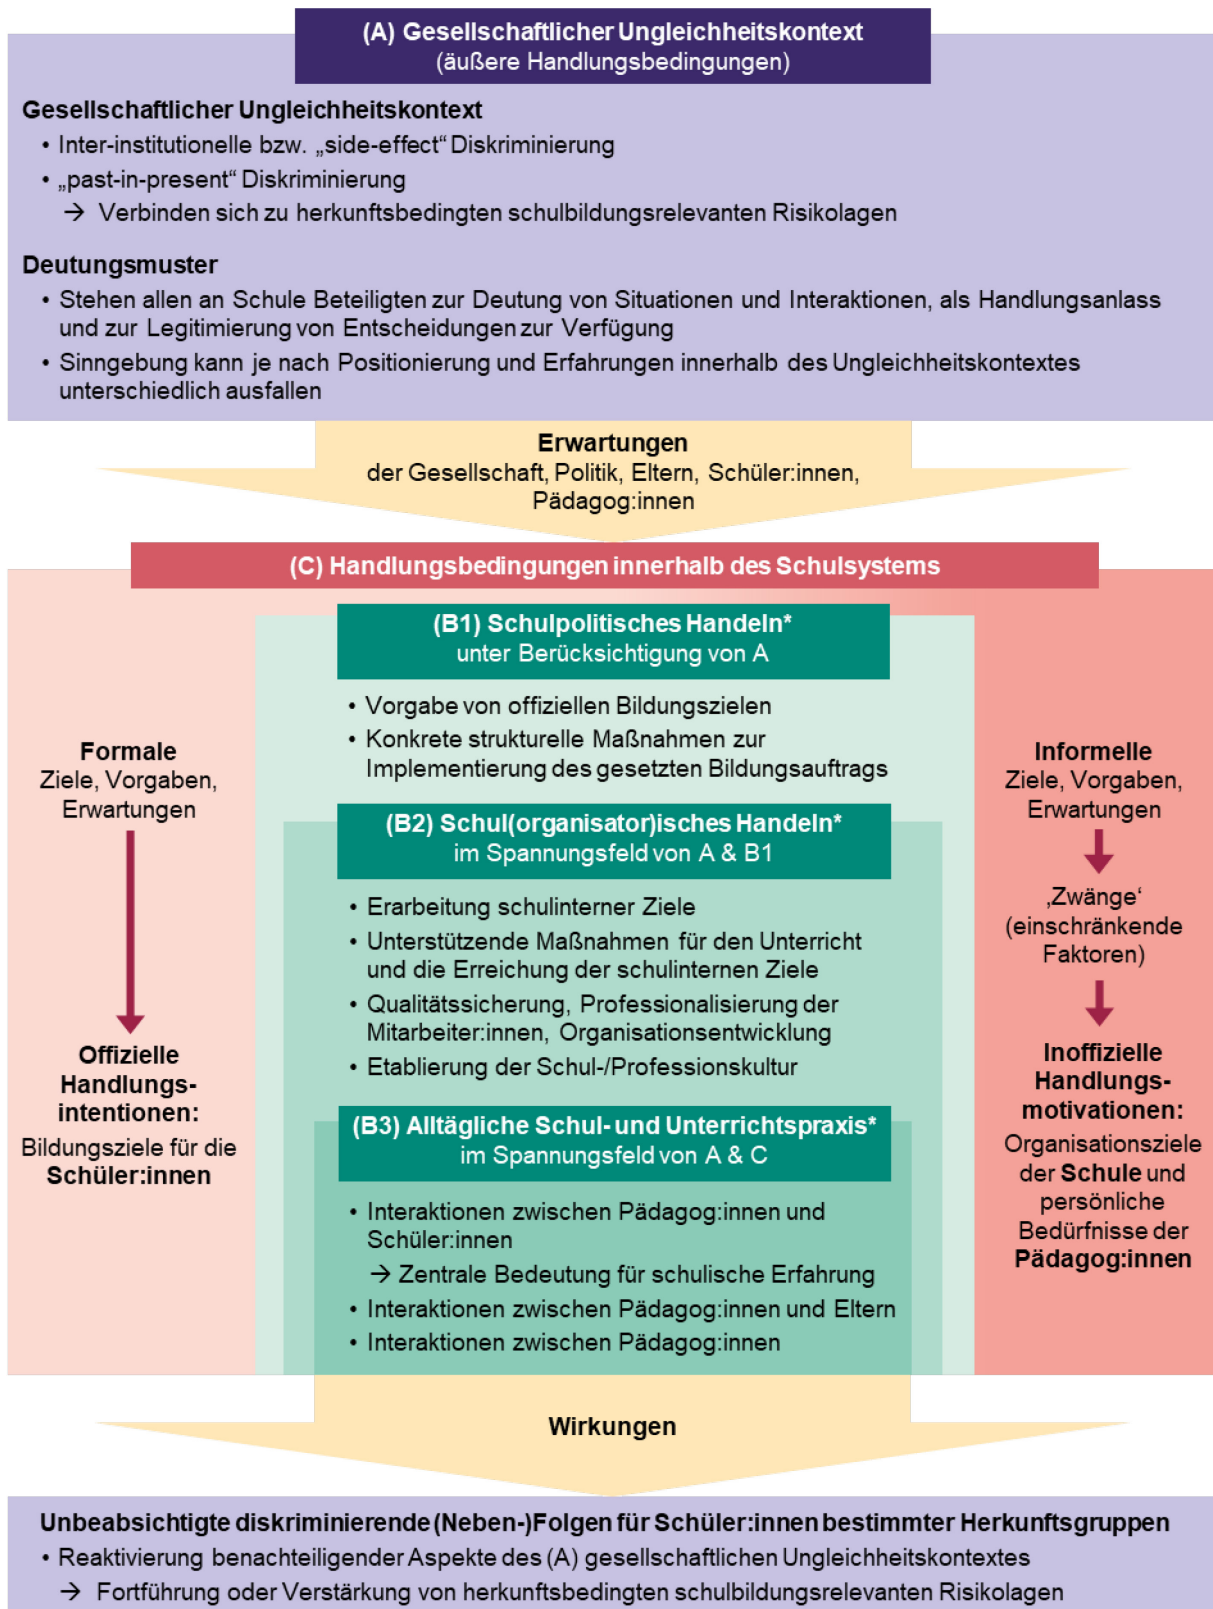 (A) Gesellschaftlicher Ungleichheitskontext
(äußere Handlungsbedingungen)
Gesellschaftlicher Ungleichheitskontext
• Inter-institutionelle bzw. „side-effect“ Diskriminierung
• „past-in-present“ Diskriminierung
→ Verbinden sich zu herkunftsbedingten schulbildungsrelevanten Risikolagen
Deutungsmuster
• Stehen allen an Schule Beteiligten zur Deutung von Situationen und Interaktionen, als Handlungsanlass
und zur Legitimierung von Entscheidungen zur Verfügung
• Sinngebung kann je nach Positionierung und Erfahrungen innerhalb des Ungleichheitskontextes
unterschiedlich ausfallen
Erwartungen
der Gesellschaft, Politik, Eltern, Schüler:innen,
Pädagog:innen
(C) Handlungsbedingungen innerhalb des Schulsystems
Formale
Ziele, Vorgaben,
Erwartungen
Offizielle
Handlungs-
intentionen:
Bildungsziele für die
Schüler:innen
(B1) Schulpolitisches Handeln*
unter Berücksichtigung von A
• Vorgabe von offiziellen Bildungszielen
• Konkrete strukturelle Maßnahmen zur
Implementierung des gesetzten Bildungsauftrags
(B2) Schul(organisator)isches Handeln*
im Spannungsfeld von A & B1
• Erarbeitung schulinterner Ziele
• Unterstützende Maßnahmen für den Unterricht
und die Erreichung der schulinternen Ziele
• Qualitätssicherung, Professionalisierung der
Mitarbeiter:innen, Organisationsentwicklung
• Etablierung der Schul-/Professionskultur
(B3) Alltägliche Schul- und Unterrichtspraxis*
im Spannungsfeld von A & C
• Interaktionen zwischen Pädagog:innen und
Schüler:innen
→ Zentrale Bedeutung für schulische Erfahrung
• Interaktionen zwischen Pädagog:innen und Eltern
• Interaktionen zwischen Pädagog:innen
Informelle
Ziele, Vorgaben,
Erwartungen
‚Zwänge‘
(einschränkende
Faktoren)
Inoffizielle
Handlungs-
motivationen:
Organisationsziele
der Schule und
persönliche
Bedürfnisse der
Pädagog:innen
Wirkungen
Unbeabsichtigte diskriminierende (Neben-)Folgen für Schüler:innen bestimmter Herkunftsgruppen
• Reaktivierung benachteiligender Aspekte des (A) gesellschaftlichen Ungleichheitskontextes
→ Fortführung oder Verstärkung von herkunftsbedingten schulbildungsrelevanten Risikolagen